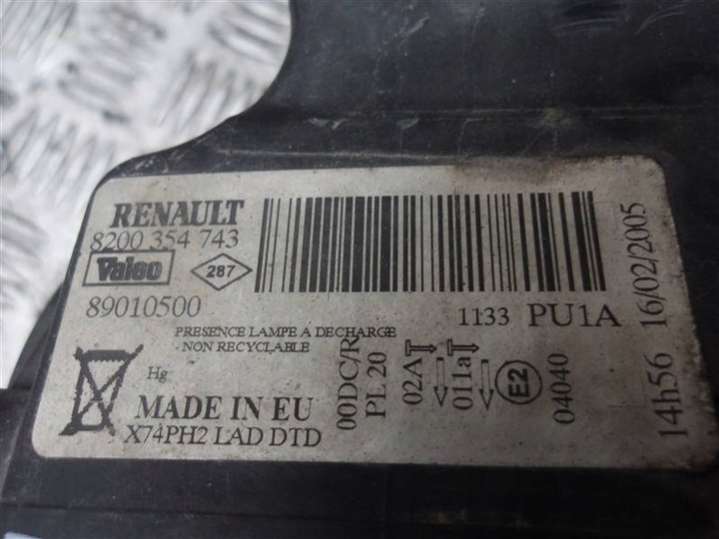 RENAULT
8200 354 743
Valeo
287
89010500
1133 PU1A
PRESENCE LAMPE A DECHARGE
- NON RECYCLABLE
Hg
MADE IN EU
X74PH2 LAD DTD
00DC/R
PL 20
02A
011a
E2
04040
14h56 16/02/2005